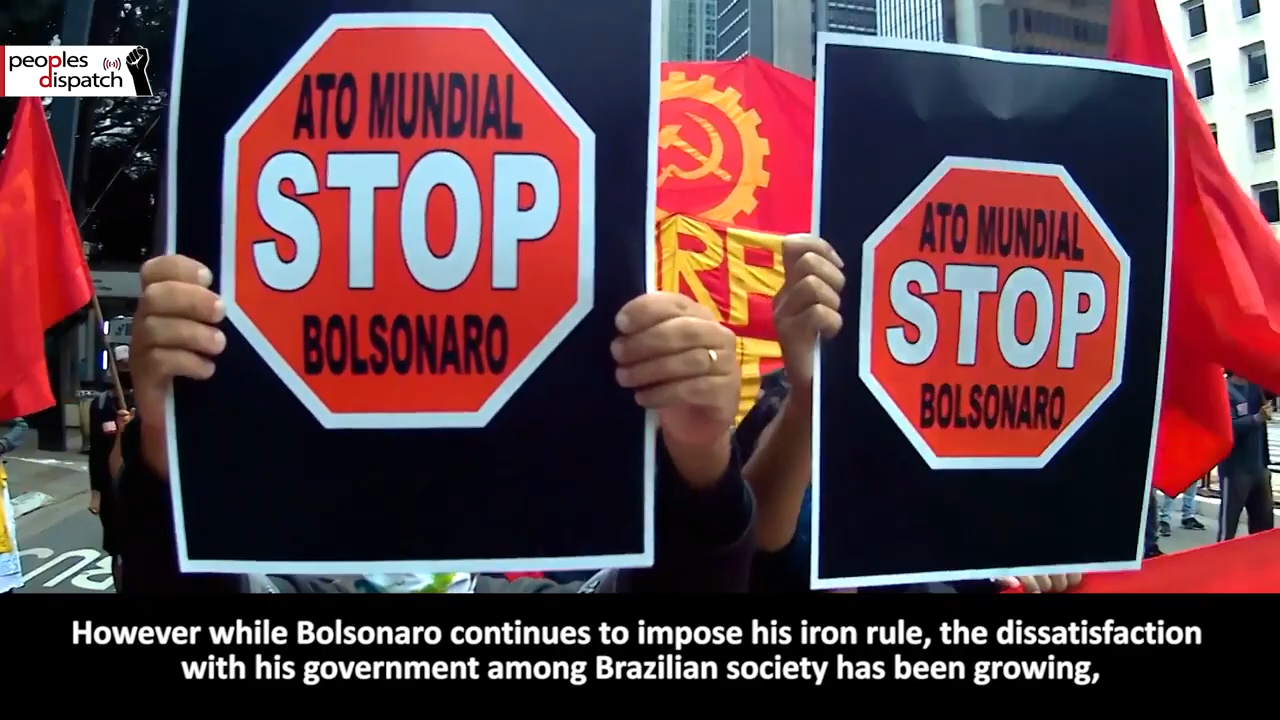 peoples
dispatch
ATO MUNDIAL
STOP
BOLSONARO
ATO MUNDIAL
STOP
BOLSONARO
However while Bolsonaro continues to impose his iron rule, the dissatisfaction
with his government among Brazilian society has been growing,